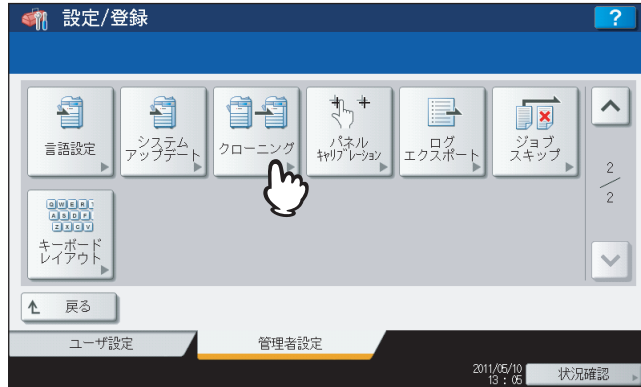 設定/登録
?
言語設定
システム
アップデート
クローニング
パネル
キャリブレーション
ログ
エクスポート
ジョブ
スキップ
2
2
QWERT
ASDF
ZXCV
キーボード
レイアウト
戻る
ユーザ設定
管理者設定
2011/05/10
13 : 05
状況確認